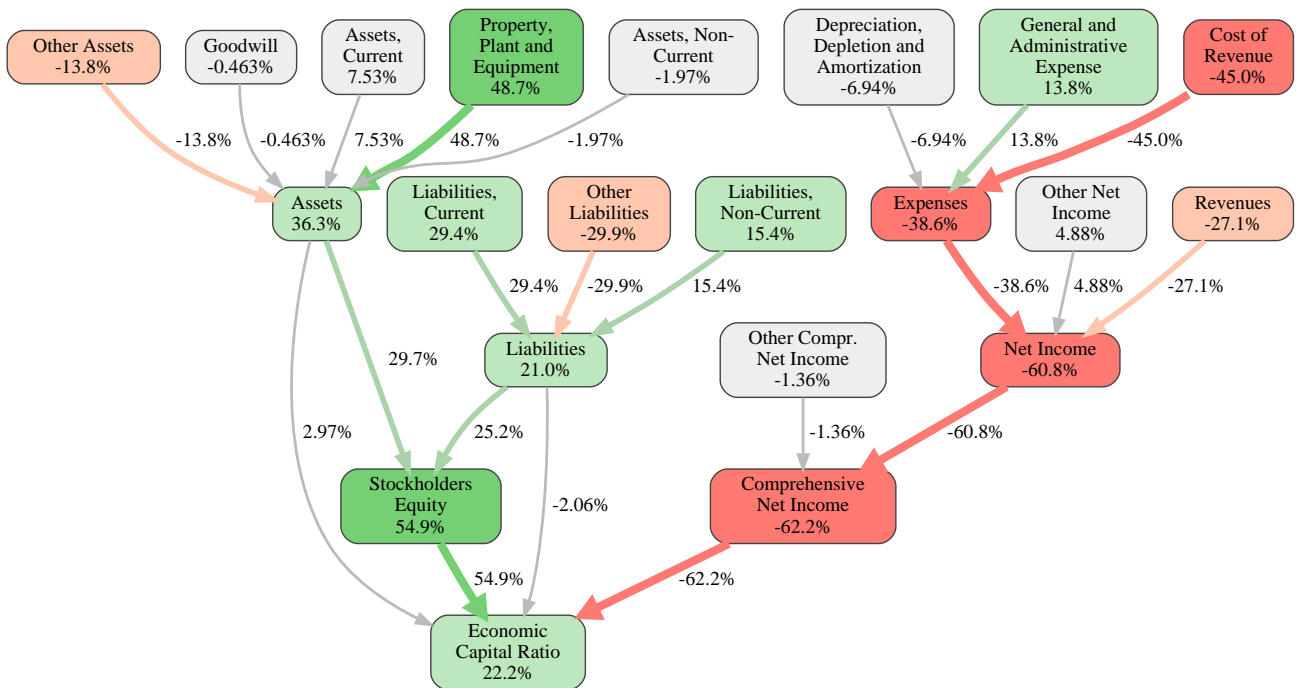 Other Assets
-13.8%
Goodwill
-0.463%
Assets,
Current
7.53%
Property,
Plant and
Equipment
48.7%
Assets, Non-
Current
-1.97%
Depreciation,
Depletion and
Amortization
-6.94%
General and
Administrative
Expense
13.8%
Cost of
Revenue
-45.0%
-13.8%
-0.463%
7.53%
48.7%
-1.97%
-6.94%
13.8%
-45.0%
Assets
36.3%
Liabilities,
Current
29.4%
Other
Liabilities
-29.9%
Liabilities,
Non-Current
15.4%
Expenses
-38.6%
Other Net
Income
4.88%
Revenues
-27.1%
29.4%
-29.9%
15.4%
-38.6%
4.88%
-27.1%
29.7%
Liabilities
21.0%
Other Compr.
Net Income
-1.36%
Net Income
-60.8%
2.97%
25.2%
-1.36%
-60.8%
Stockholders
Equity
54.9%
-2.06%
Comprehensive
Net Income
-62.2%
54.9%
-62.2%
Economic
Capital Ratio
22.2%